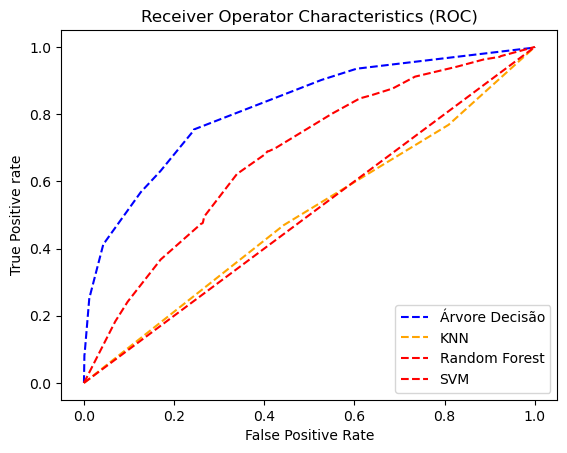 Receiver Operator Characteristics (ROC)
1.0
0.8
0.6
0.4
0.2
0.0
True Positive rate
0.0 0.2 0.4 0.6 0.8 1.0
False Positive Rate
Árvore Decisão
KNN
Random Forest
SVM